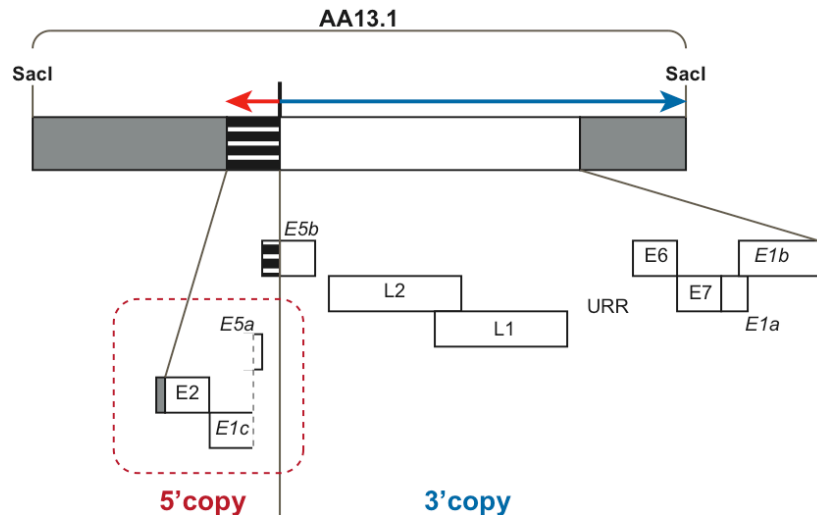 AA13.1
SacI
SacI
E5b
E6
E1b
L2
E7
URR
L1
E1a
E5a
E2
E1c
5'copy
3'copy